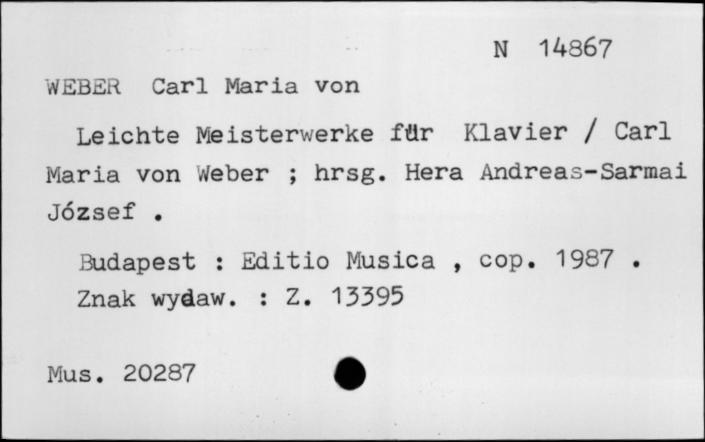 N 14867
WEBER Carl Maria von
Leichte Meisterwerke für Klavier / Carl
Maria von Weber ; hrsg. Hera Andreas-Sarmai
József .
Budapest : Editio Musica , cop. 1987 .
Znak wydaw. : Z. 13395
Mus. 20287